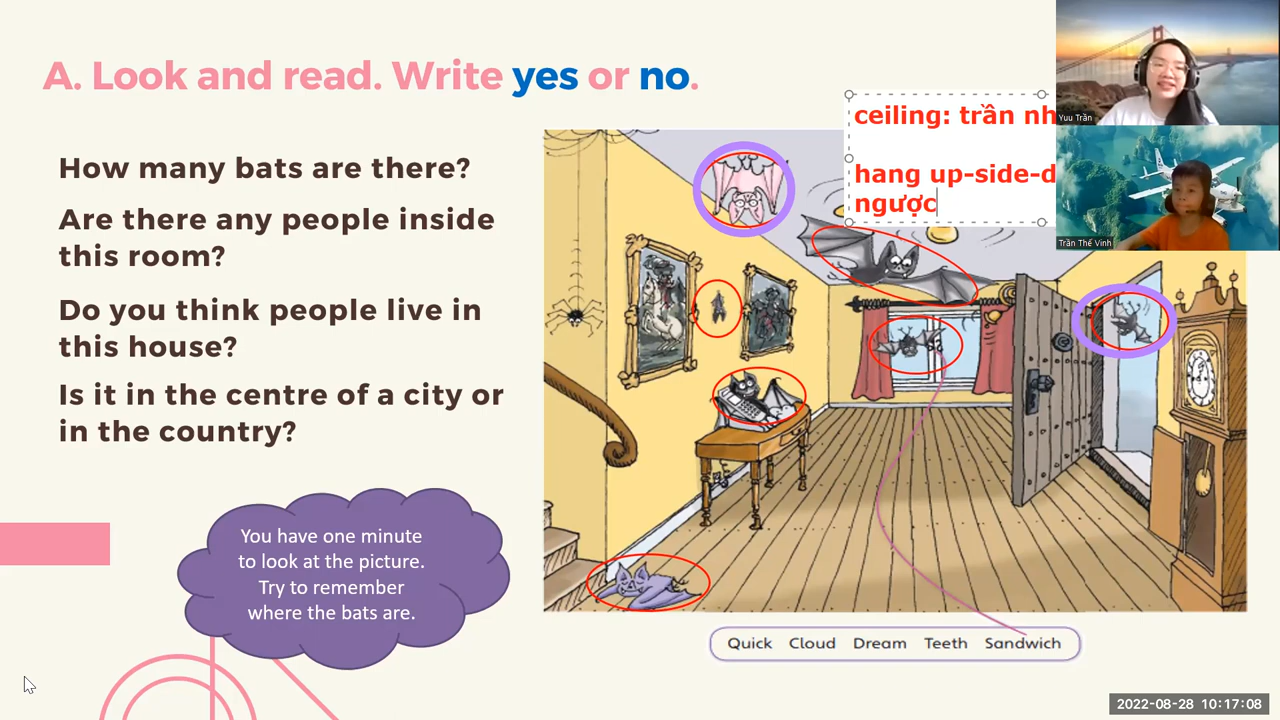 A. Look and read. Write yes or no.
How many bats are there?
Are there any people inside
this room?
Do you think people live in
this house?
Is it in the centre of a city or
in the country?
You have one minute
to look at the picture.
Try to remember
where the bats are.
ceiling: trần nh
hang up-side-d
ngược
Yuu Trần
Trần Thế Vinh
Quick Cloud Dream Teeth Sandwich
2022-08-28 10:17:08